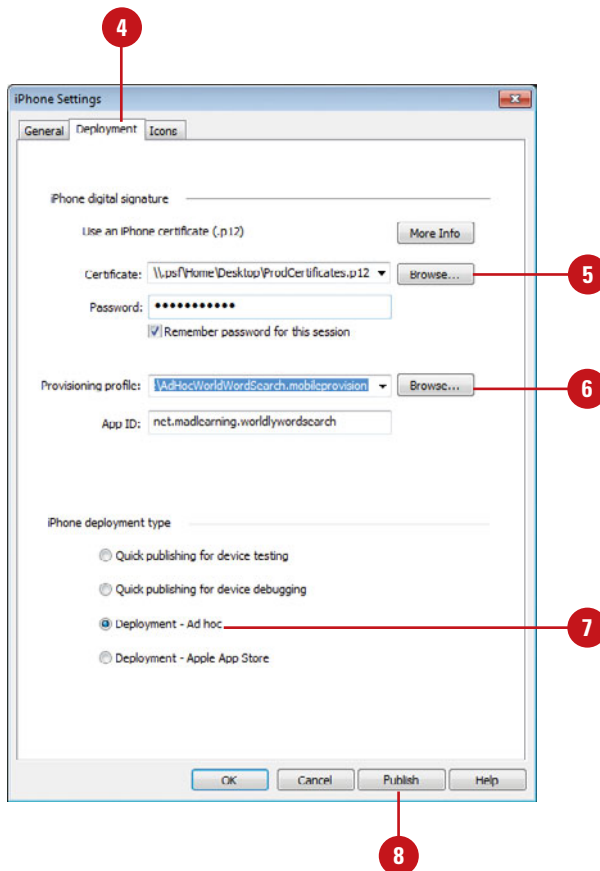 4
iPhone Settings
General Deployment Icons
iPhone digital signature
Use an iPhone certificate (.p12) More Info
Certificate: \\.psf\Home\Desktop\ProdCertificates.p12 Browse... 5
Password: •••••••••••
Remember password for this session
Provisioning profile: :\AdHocWorldWordSearch.mobileprovision Browse... 6
App ID: net.madlearning.worldlywordsearch
iPhone deployment type
Quick publishing for device testing
Quick publishing for device debugging
Deployment - Ad hoc 7
Deployment - Apple App Store
OK Cancel Publish Help
8